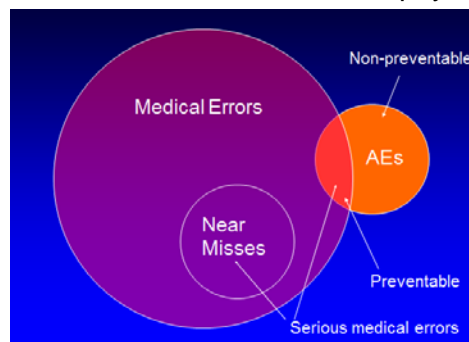 Non-preventable
Medical Errors
AEs
Near
Misses
Preventable
Serious medical errors